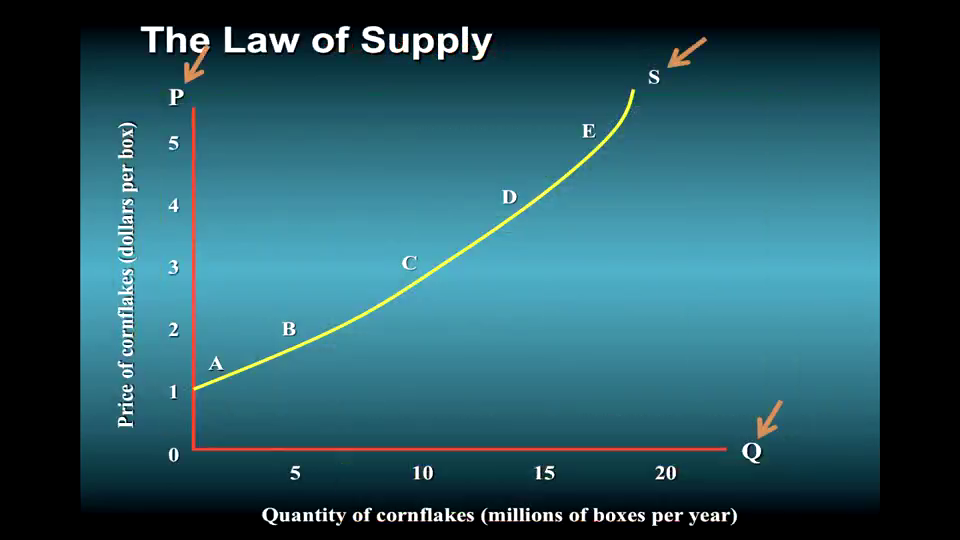 The Law of Supply
P
S
E
5
D
4
C
3
B
2
A
1
0
Q
5 10 15 20
Price of cornflakes (dollars per box)
Quantity of cornflakes (millions of boxes per year)